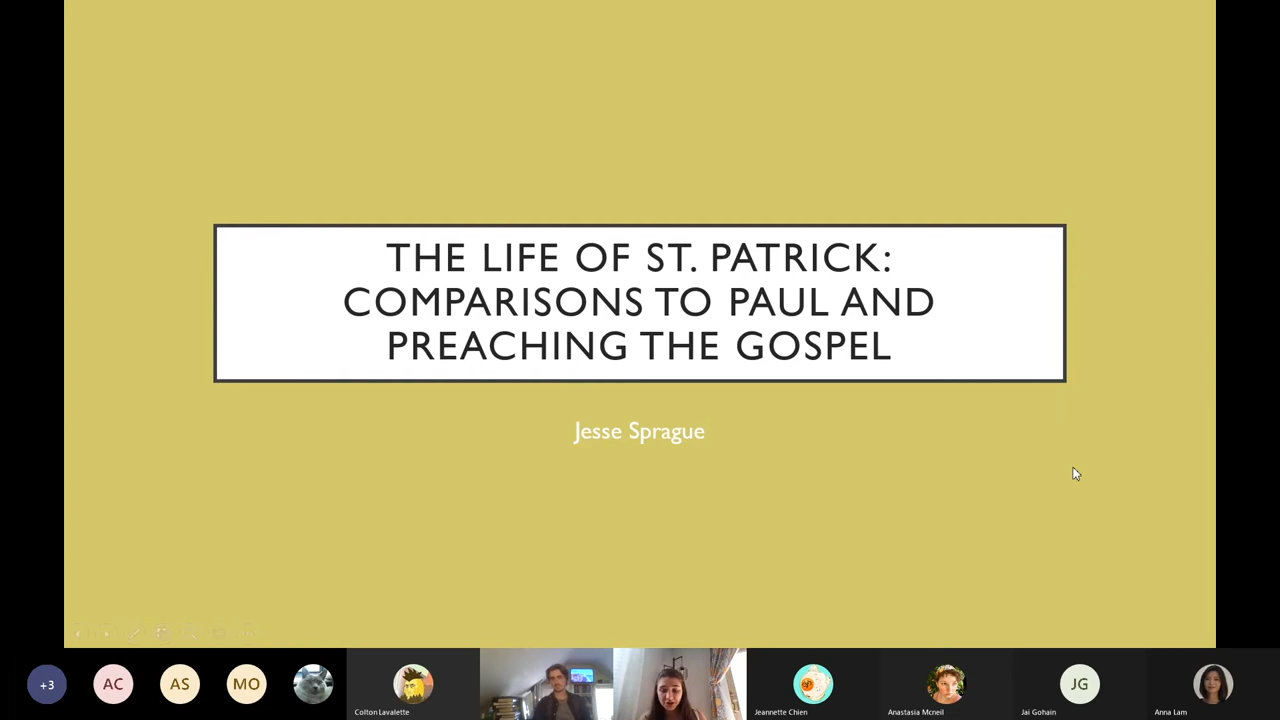 THE LIFE OF ST. PATRICK:
COMPARISONS TO PAUL AND
PREACHING THE GOSPEL
Jesse Sprague
+3
AC
AS
MO
Colton Lavalette
Jeannette Chien
Anastasia Mcneil
JG
Jai Gohain
Anna Lam